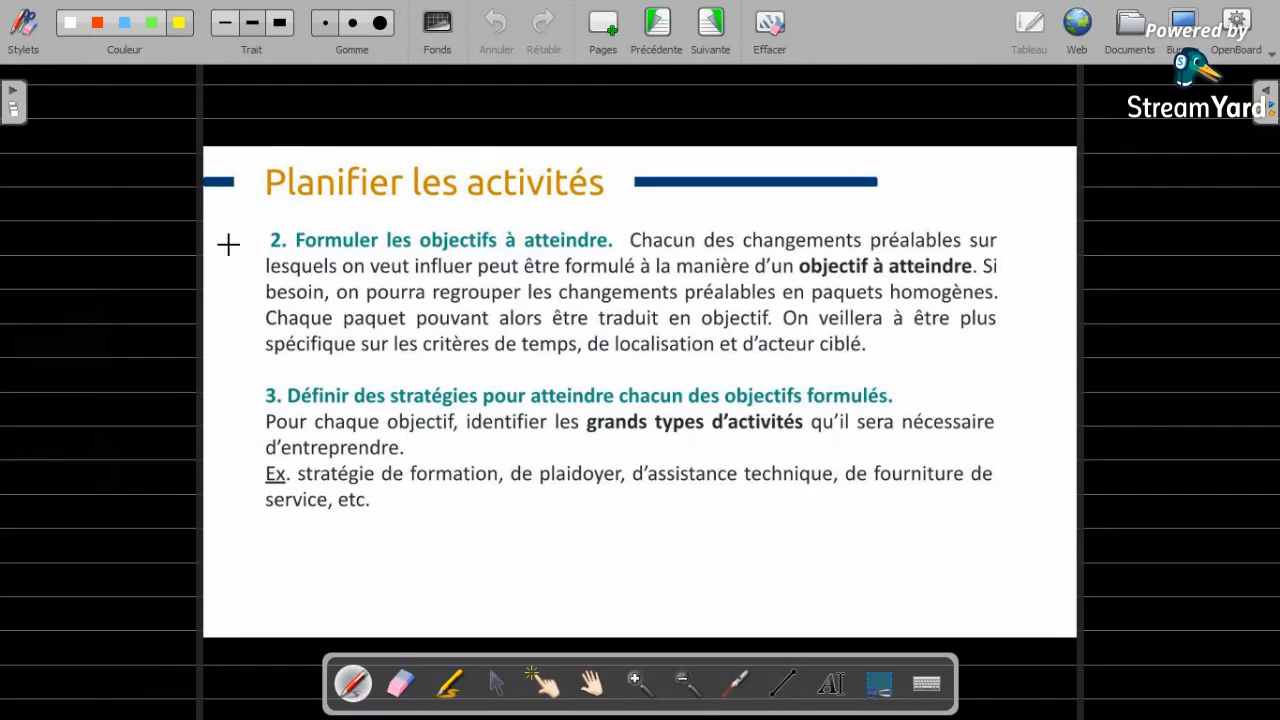 Stylets
Couleur
Trait
Gomme
Fonds
Annuler
Rétablir
Pages
Précédente
Suivante
Effacer
Tableau
Web
Documents
OpenBoard
Powered by
StreamYard
Planifier les activités
2. Formuler les objectifs à atteindre. Chacun des changements préalables sur
lesquels on veut influer peut être formulé à la manière d'un objectif à atteindre. Si
besoin, on pourra regrouper les changements préalables en paquets homogènes.
Chaque paquet pouvant alors être traduit en objectif. On veillera à être plus
spécifique sur les critères de temps, de localisation et d'acteur ciblé.
3. Définir des stratégies pour atteindre chacun des objectifs formulés.
Pour chaque objectif, identifier les grands types d'activités qu'il sera nécessaire
d'entreprendre.
Ex. stratégie de formation, de plaidoyer, d'assistance technique, de fourniture de
service, etc.